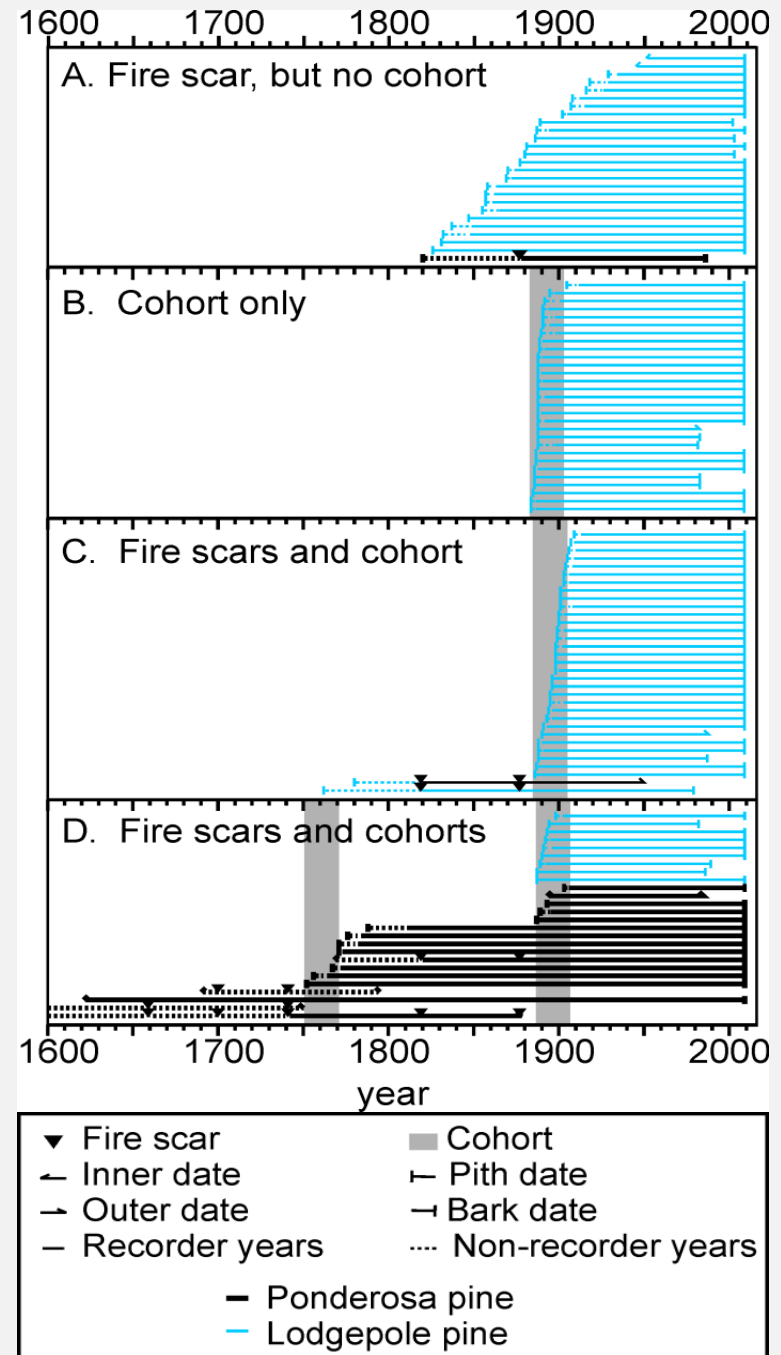 1600 1700 1800 1900 2000
A. Fire scar, but no cohort
B. Cohort only
C. Fire scars and cohort
D. Fire scars and cohorts
1600 1700 1800 1900 2000
year
Fire scar Cohort
Inner date Pith date
Outer date Bark date
Recorder years Non-recorder years
Ponderosa pine
Lodgepole pine